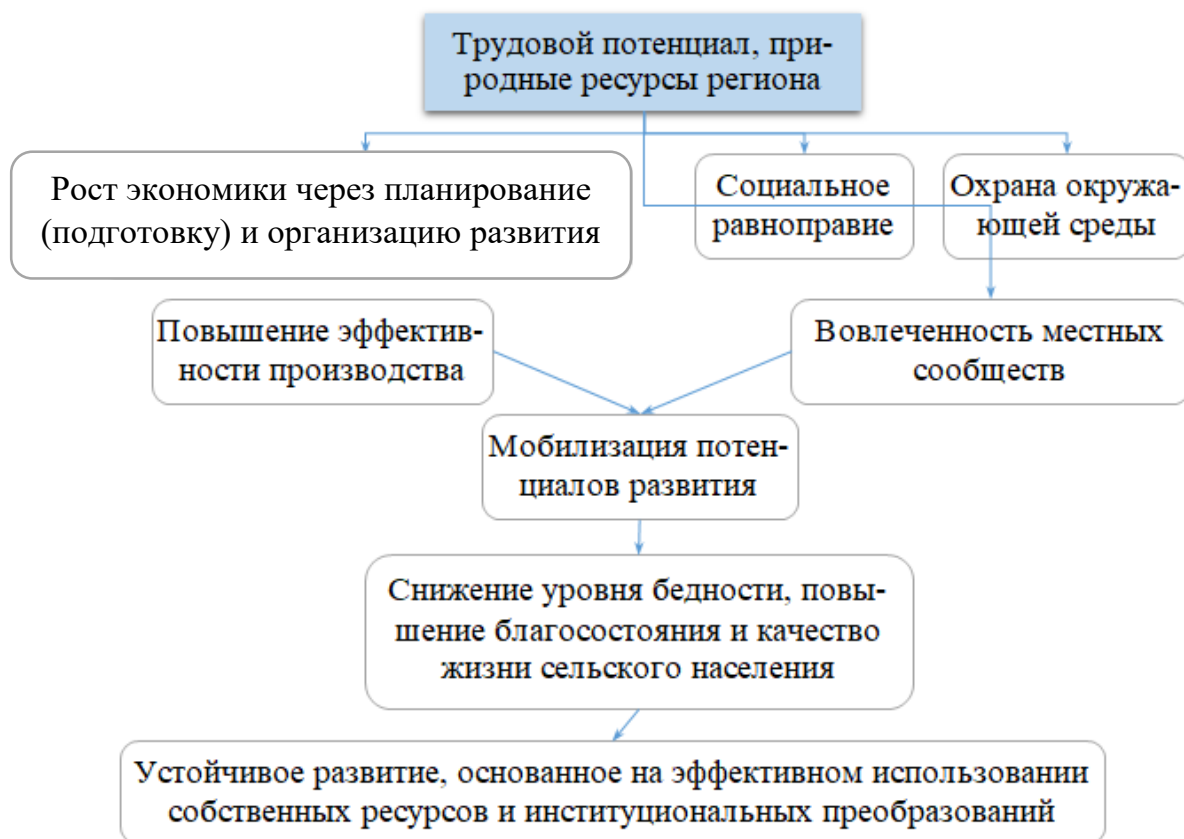 Трудовой потенциал, при-
родные ресурсы региона
Рост экономики через планирование
(подготовку) и организацию развития
Социальное
равноправие
Охрана окружа-
ющей среды
Повышение эффектив-
ности производства
Вовлеченность местных
сообществ
Мобилизация потен-
циалов развития
Снижение уровня бедности, повы-
шение благосостояния и качество
жизни сельского населения
Устойчивое развитие, основанное на эффективном использовании
собственных ресурсов и институциональных преобразований